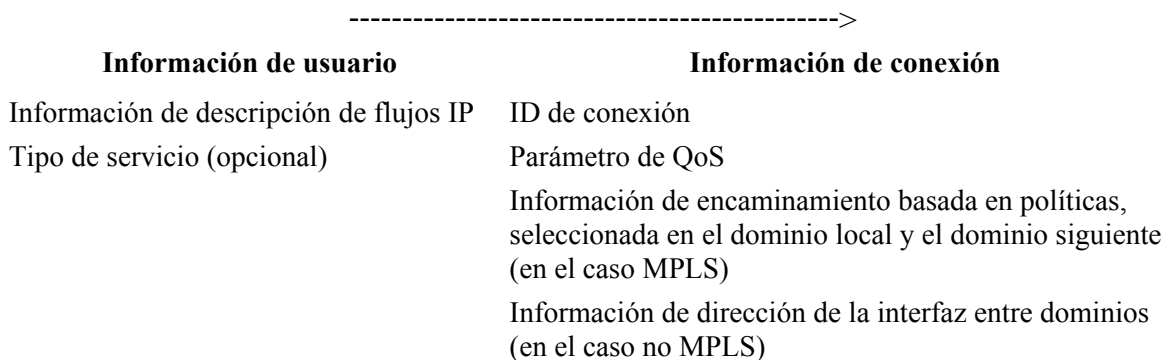 ---------------------------------------------->
Información de usuario Información de conexión
Información de descripción de flujos IP ID de conexión
Tipo de servicio (opcional) Parámetro de QoS
Información de encaminamiento basada en políticas,
seleccionada en el dominio local y el dominio siguiente
(en el caso MPLS)
Información de dirección de la interfaz entre dominios
(en el caso no MPLS)